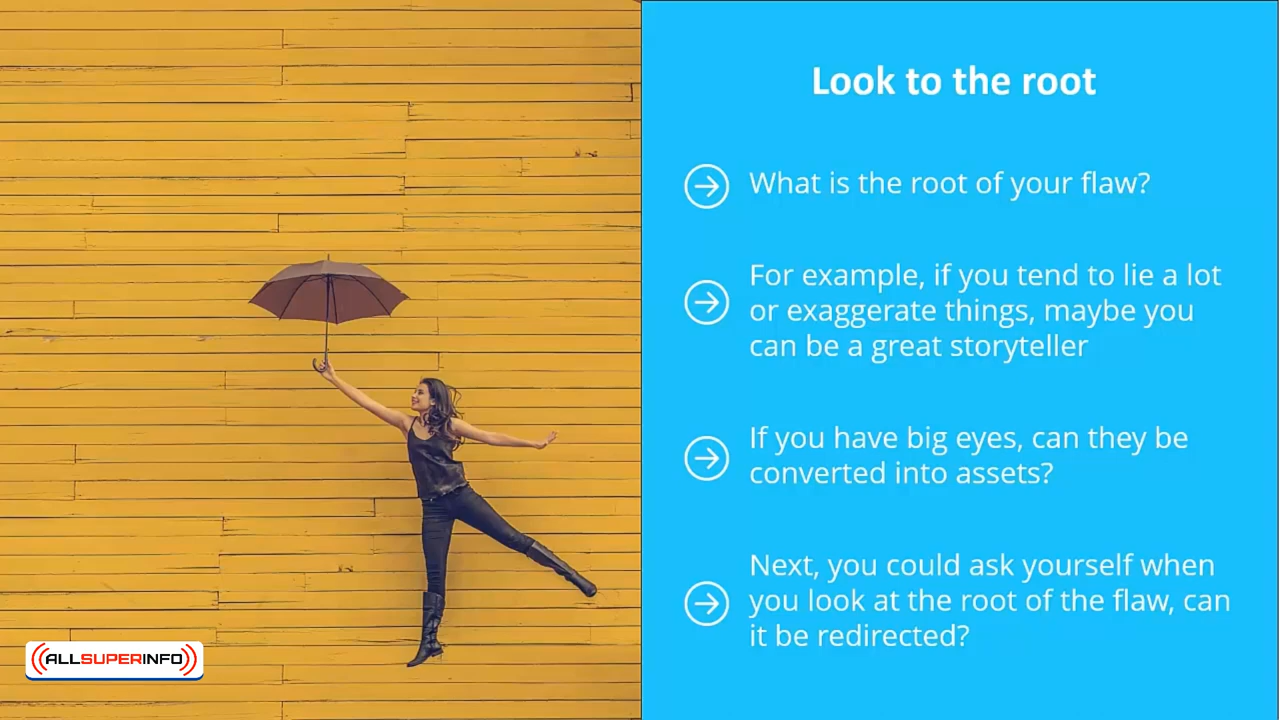 Look to the root
What is the root of your flaw?
For example, if you tend to lie a lot
or exaggerate things, maybe you
can be a great storyteller
If you have big eyes, can they be
converted into assets?
Next, you could ask yourself when
you look at the root of the flaw, can
it be redirected?
((ALLSUPERINFO))